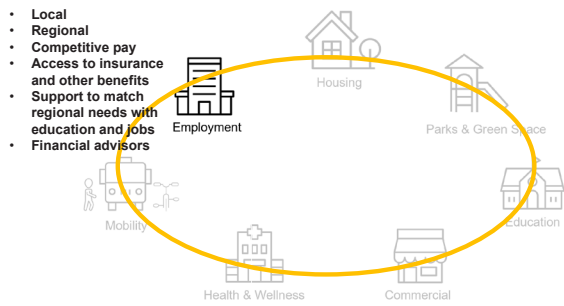 • Local
• Regional
• Competitive pay
• Access to insurance
and other benefits
• Support to match
regional needs with
education and jobs
• Financial advisors
Employment
Housing
Parks & Green Space
Education
Commercial
Health & Wellness
Mobility